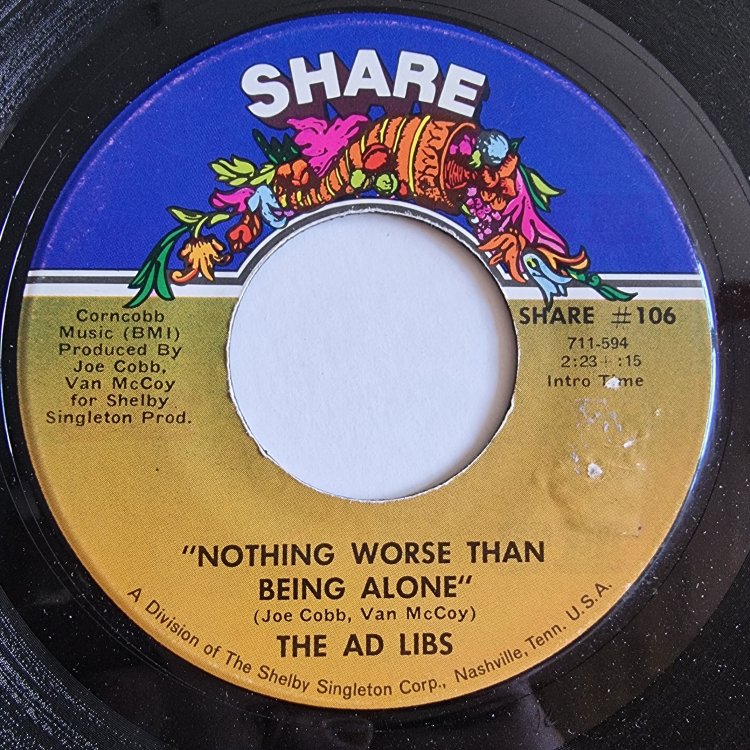 SHARE
Corncobb
Music (BMI)
Produced By
Joe Cobb,
Van McCoy
for Shelby
Singleton Prod.
SHARE #106
711-594
2:23+:15
Intro Time
"NOTHING WORSE THAN
BEING ALONE"
(Joe Cobb, Van McCoy)
THE AD LIBS
A Division of The Shelby Singleton Corp., Nashville, Tenn. U.S.A.